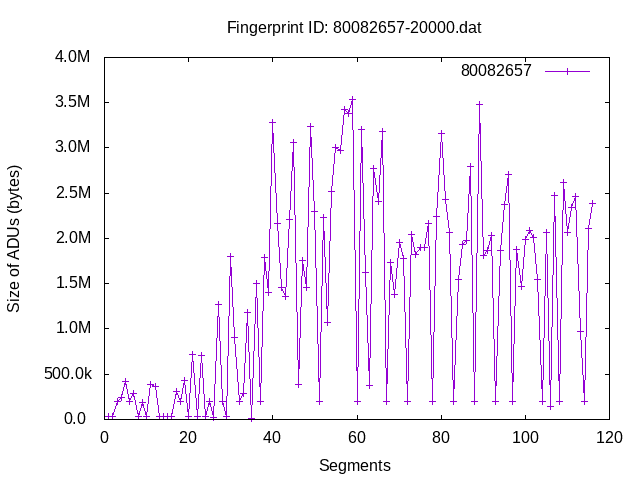 Fingerprint ID: 80082657-20000.dat
80082657
4.0M
3.5M
3.0M
2.5M
2.0M
1.5M
1.0M
500.0k
0.0
Size of ADUs (bytes)
0 20 40 60 80 100 120
Segments